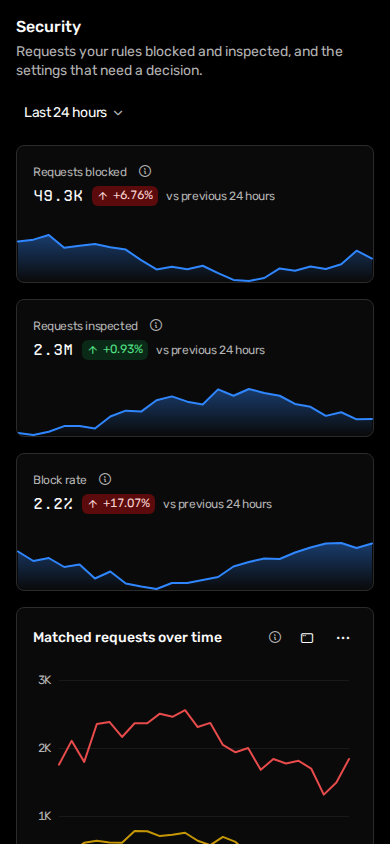 Security
Requests your rules blocked and inspected, and the
settings that need a decision.
Last 24 hours
Requests blocked
49.3K +6.76% vs previous 24 hours
Requests inspected
2.3M +0.93% vs previous 24 hours
Block rate
2.2% +17.07% vs previous 24 hours
Matched requests over time
3K
2K
1K